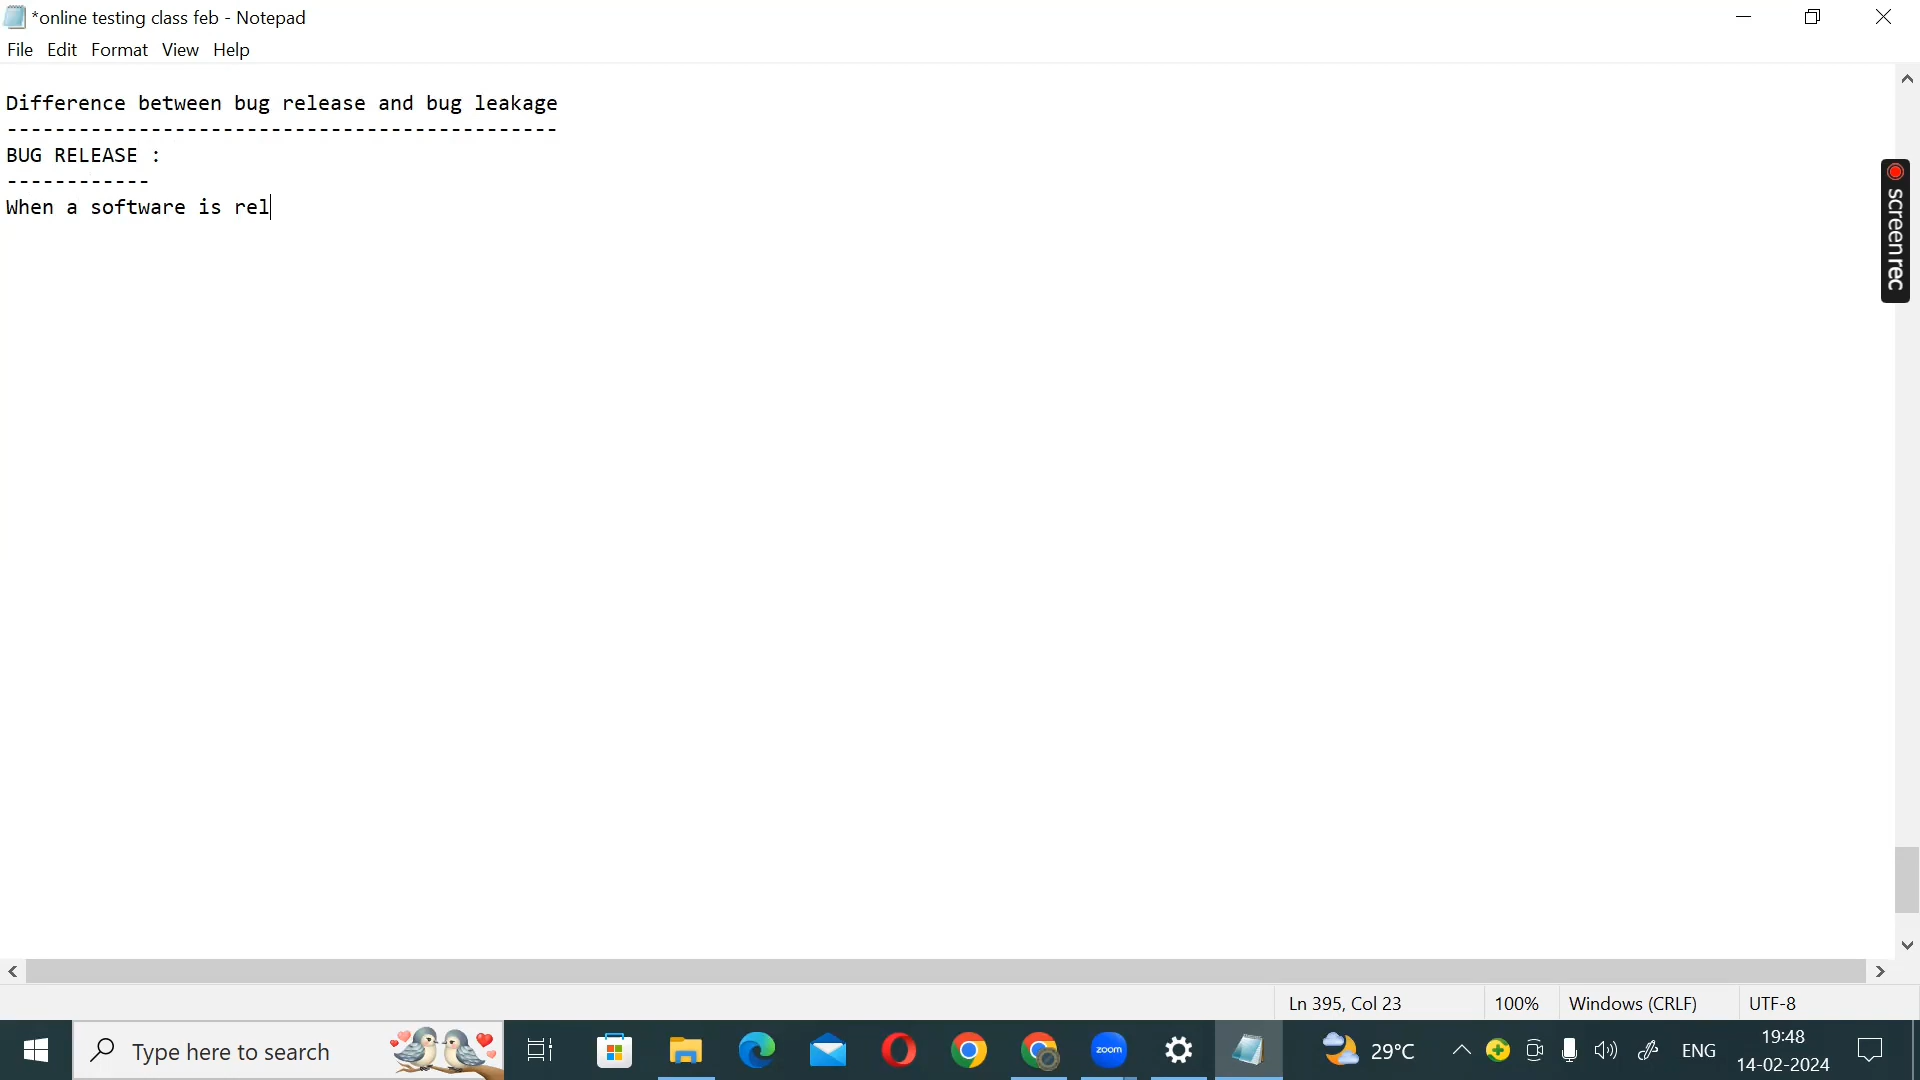 *online testing class feb - Notepad
File Edit Format View Help
Difference between bug release and bug leakage
----------------------------------------------
BUG RELEASE :
------------
When a software is rel
screenrec
Ln 395, Col 23 100% Windows (CRLF) UTF-8
Type here to search
zoom
29°C
ENG
19:48
14-02-2024